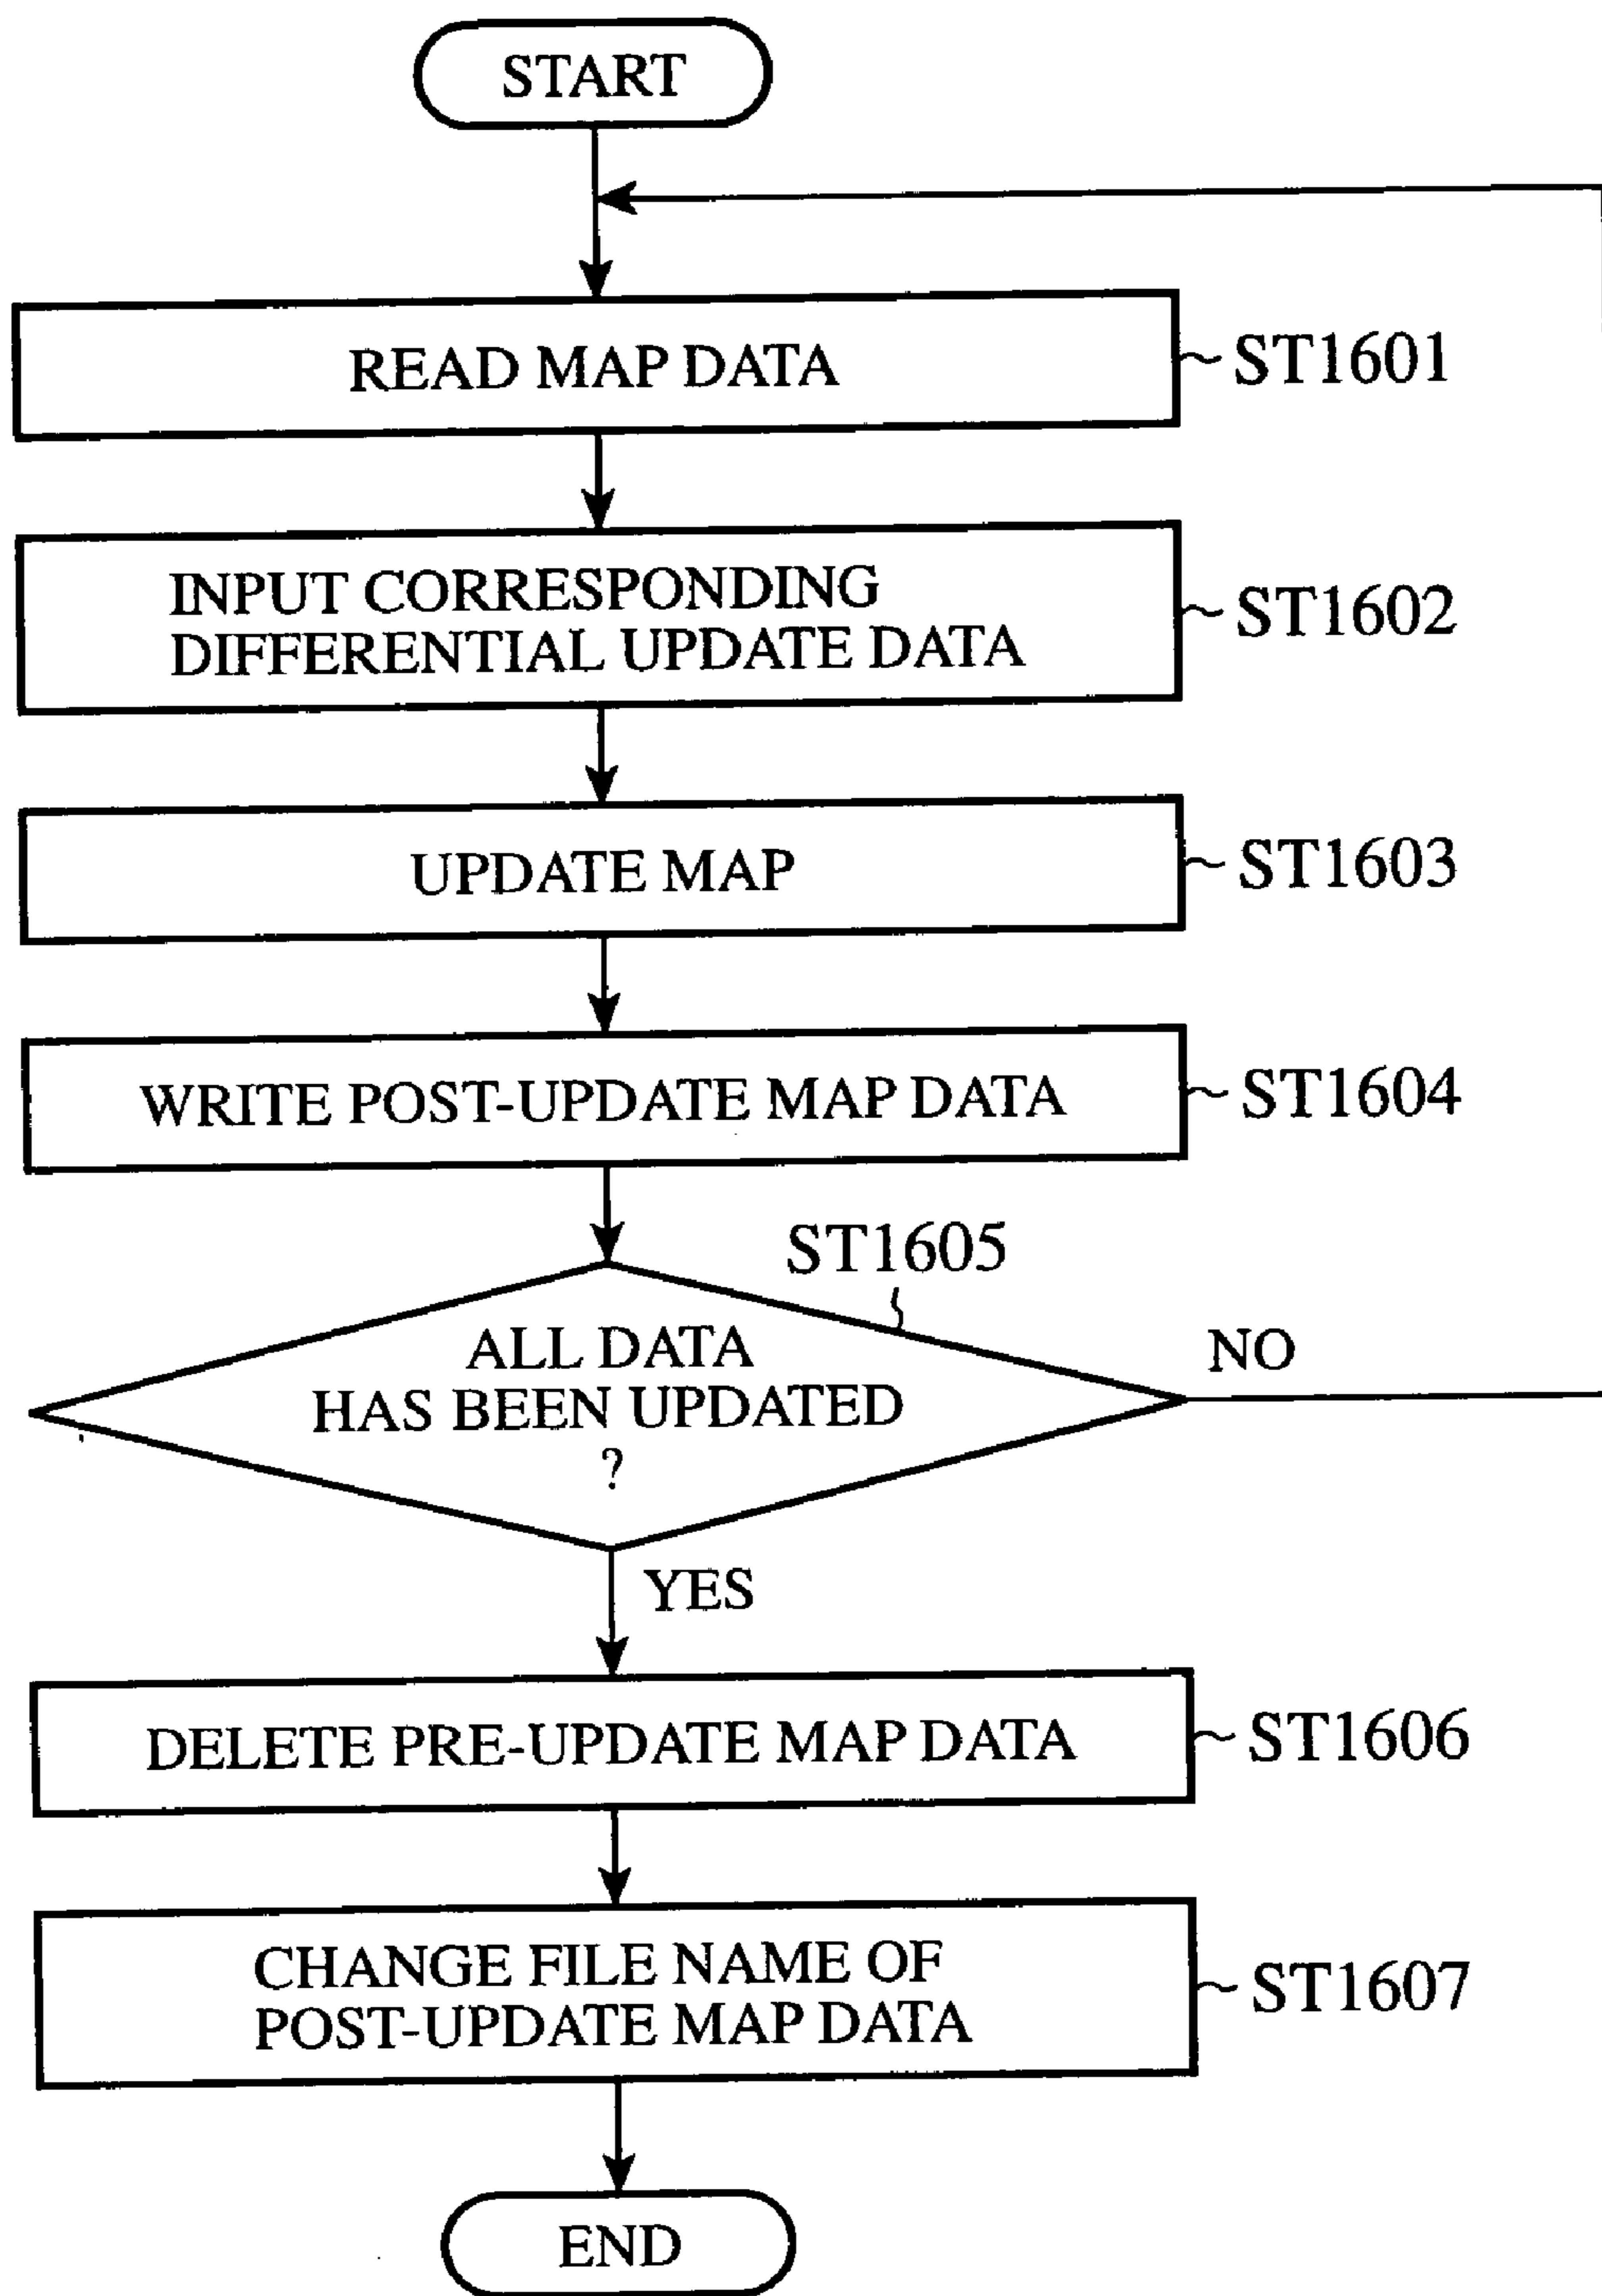 START
READ MAP DATA
ST1601
INPUT CORRESPONDING
DIFFERENTIAL UPDATE DATA
ST1602
UPDATE MAP
ST1603
WRITE POST-UPDATE MAP DATA
ST1604
ST1605
ALL DATA
HAS BEEN UPDATED
?
NO
YES
DELETE PRE-UPDATE MAP DATA
ST1606
CHANGE FILE NAME OF
POST-UPDATE MAP DATA
ST1607
END